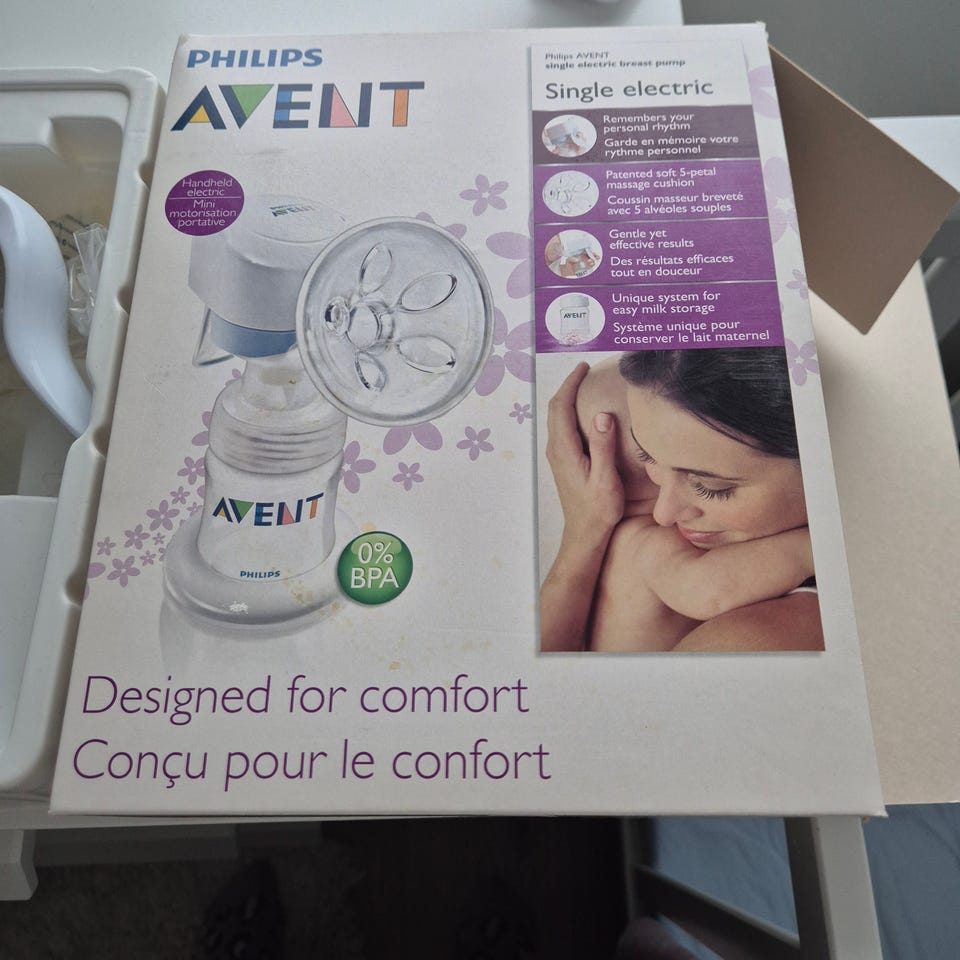 PHILIPS
AVENT
Handheld
electric
Mini
motorisation
portative
AVENT
AVENT
PHILIPS
0%
BPA
Designed for comfort
Conçu pour le confort
Philips AVENT
single electric breast pump
Single electric
Remembers your
personal rhythm
Garde en mémoire votre
rythme personnel
Patented soft 5-petal
massage cushion
Coussin masseur breveté
avec 5 alvéoles souples
Gentle yet
effective results
Des résultats efficaces
tout en douceur
AVENT
Unique system for
easy milk storage
Système unique pour
conserver le lait maternel